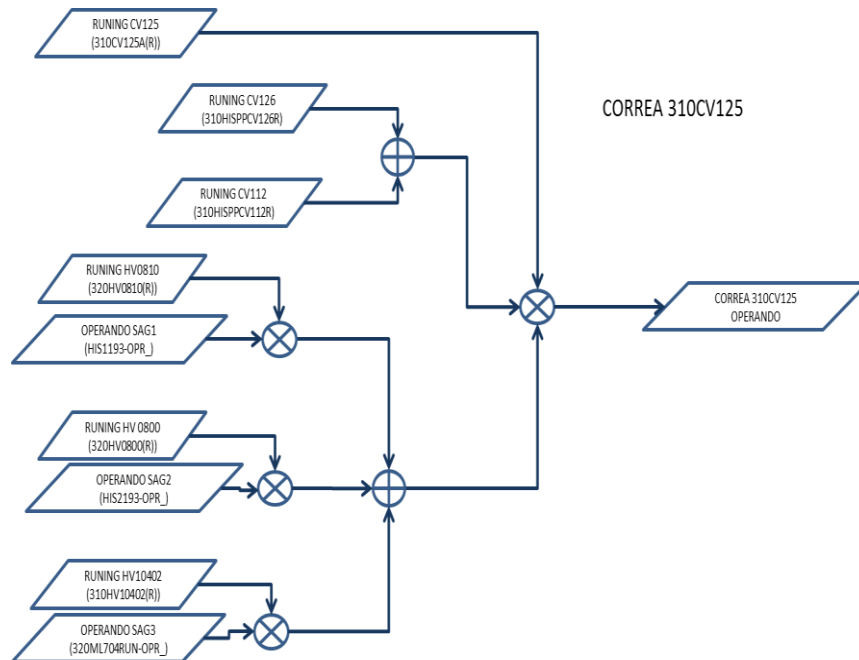 RUNING CV125
(310CV125A(R))
RUNING CV126
(310HISPPCV126R)
CORREA 310CV125
RUNING CV112
(310HISPPCV112R)
RUNING HV0810
(320HV0810(R))
OPERANDO SAG1
(HIS1193-OPR_)
CORREA 310CV125
OPERANDO
RUNING HV 0800
(320HV0800(R))
OPERANDO SAG2
(HIS2193-OPR_)
RUNING HV10402
(310HV10402(R))
OPERANDO SAG3
(320ML704RUN-OPR_)